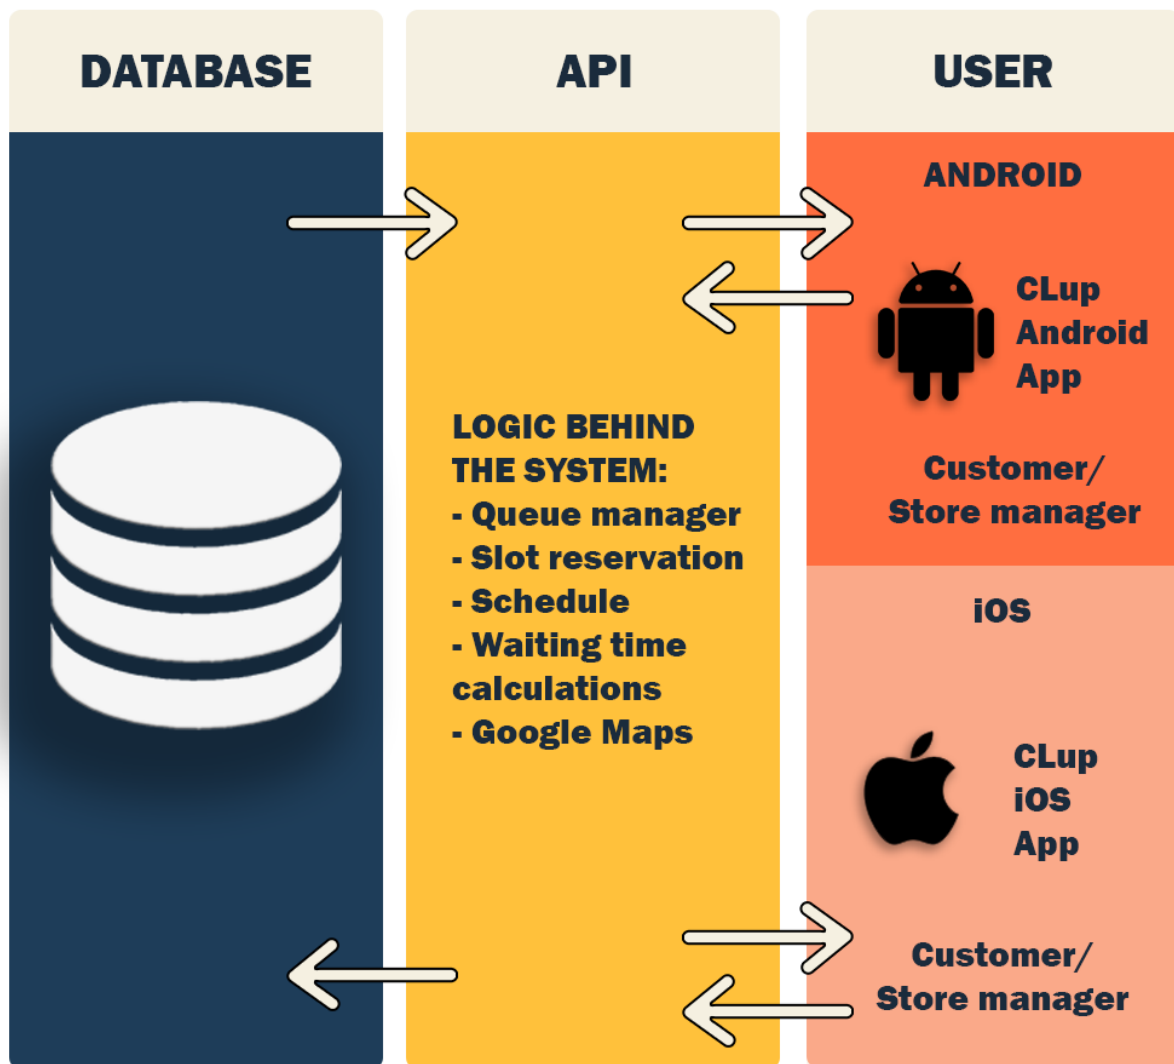 DATABASE
API
LOGIC BEHIND
THE SYSTEM:
- Queue manager
- Slot reservation
- Schedule
- Waiting time
calculations
- Google Maps
USER
ANDROID
CLup
Android
App
Customer/
Store manager
iOS
CLup
iOS
App
Customer/
Store manager